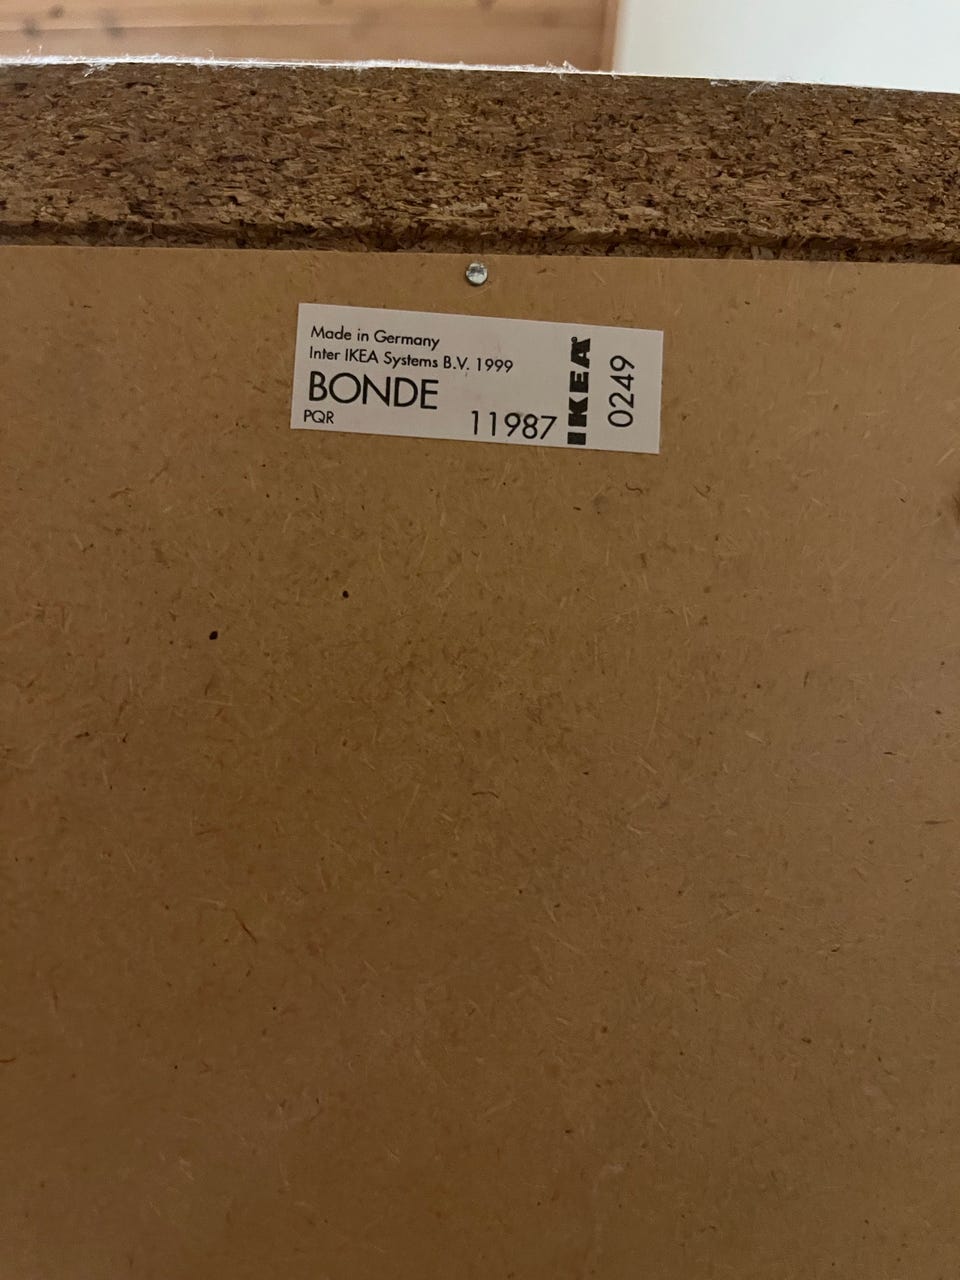 Made in Germany
Inter IKEA Systems B.V. 1999
BONDE
PQR
11987
IKEA®
0249